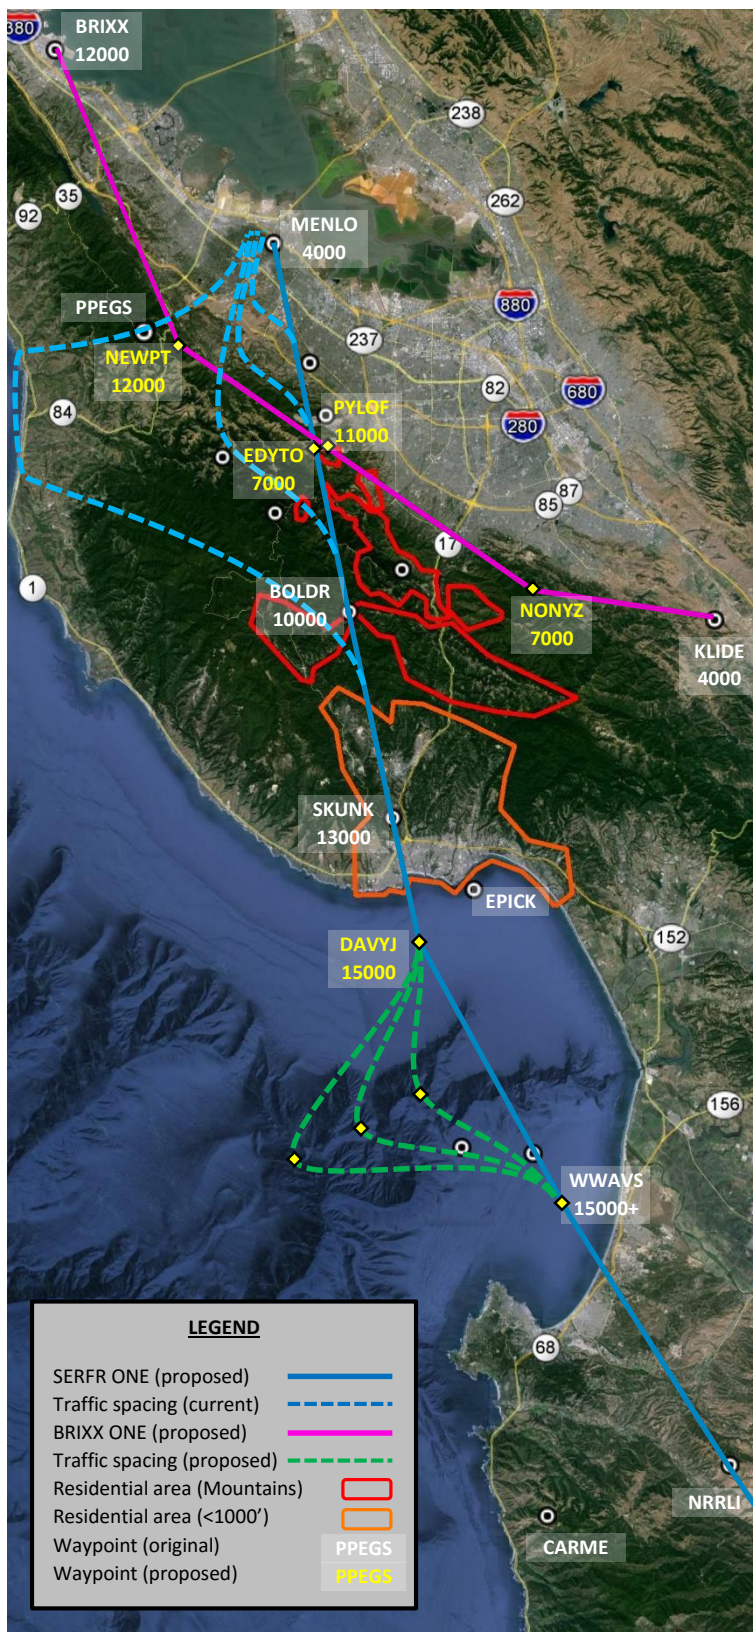 380
BRIXX
12000
238
35
262
92
MENLO
4000
PPEGS
880
237
NEWPT
12000
82
680
84
PYLOF
11000
280
EDYTO
7000
87
85
17
1
BOLDR
10000
NONYZ
7000
KLIDE
4000
SKUNK
13000
EPICK
DAVYJ
15000
152
156
WWAVS
15000+
68
NRRLI
CARME
LEGEND
SERFR ONE (proposed)
Traffic spacing (current)
BRIXX ONE (proposed)
Traffic spacing (proposed)
Residential area (Mountains)
Residential area (<1000’)
Waypoint (original) PPEGS
Waypoint (proposed) PPEGS